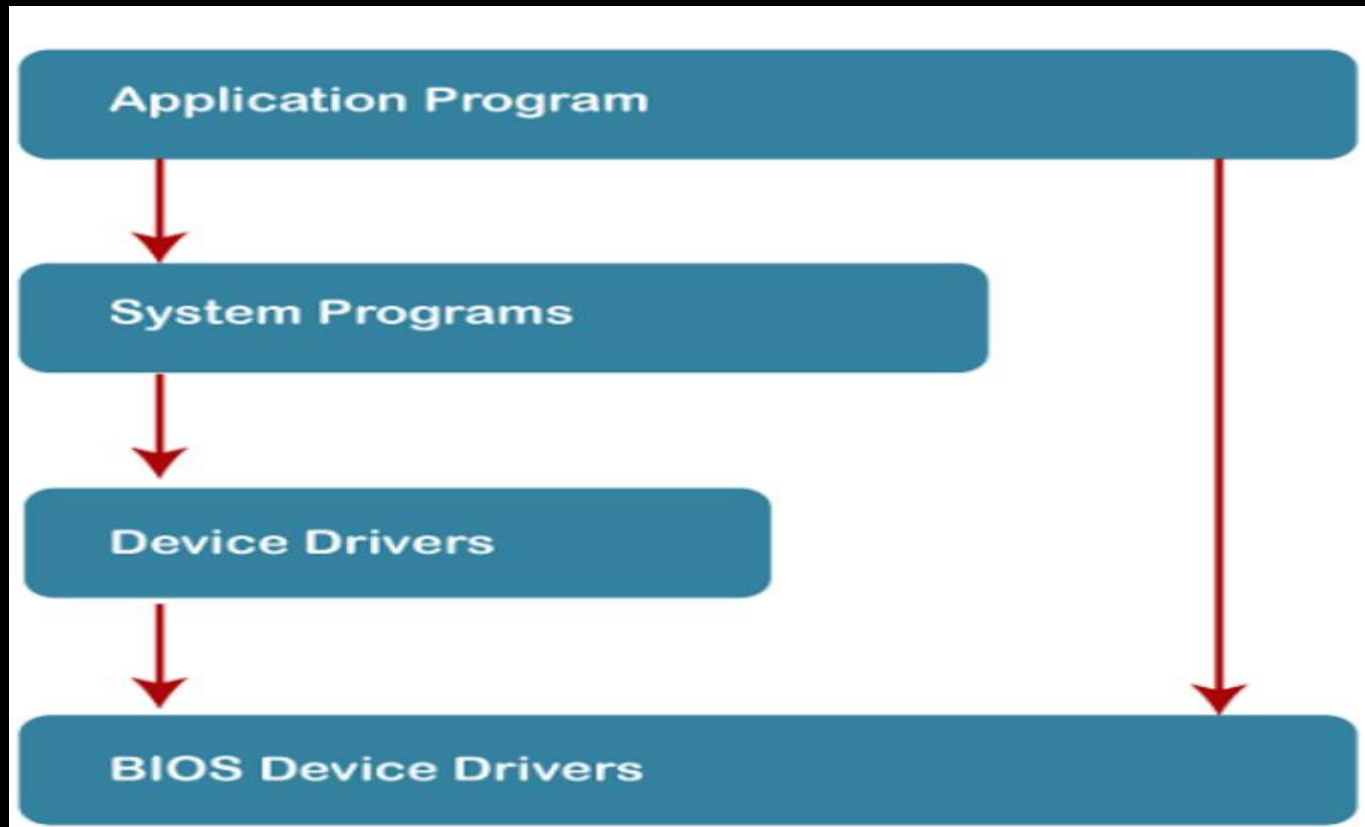 Application Program
System Programs
Device Drivers
BIOS Device Drivers